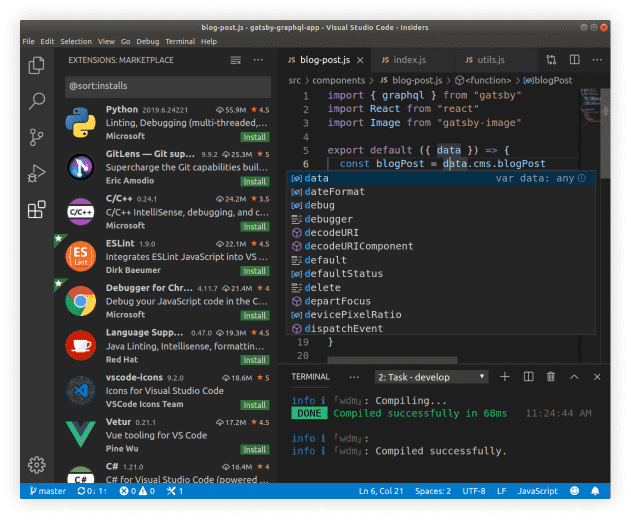 blog-post.js - gatsby-graphql-app - Visual Studio Code - Insiders
File Edit Selection View Go Debug Terminal Help
EXTENSIONS: MARKETPLACE
@sort:installs
Python 2019.6.24221 55.9M ★ 4.5
Linting, Debugging (multi-threaded,...
Microsoft Install
GitLens — Git sup... 9.9.2 25.3M ★ 5
Supercharge the Git capabilities buil...
Eric Amodio Install
C/C++ 0.24.1 24.2M ★ 3.5
C/C++ IntelliSense, debugging, and c...
Microsoft Install
ESLint 1.9.0 22.1M ★ 4.5
Integrates ESLint JavaScript into VS ...
Dirk Baeumer Install
Debugger for Chr... 4.11.7 21.4M ★ 4
Debug your JavaScript code in the C...
Microsoft Install
Language Supp... 0.47.0 19.3M ★ 4.5
Java Linting, Intellisense, formattin...
Red Hat Install
vscode-icons 9.2.0 18.6M ★ 5
Icons for Visual Studio Code
VSCode Icons Team Install
Vetur 0.21.1 17.2M ★ 4.5
Vue tooling for VS Code
Pine Wu Install
C# 1.21.0 16.4M ★ 4
C# for Visual Studio Code (powered ...
blog-post.js index.js utils.js
src > components > blog-post.js > <function> > blogPost
1 import { graphql } from "gatsby"
2 import React from "react"
3 import Image from "gatsby-image"
4
5 export default ({ data }) => {
6 const blogPost = data.cms.blogPost
data var data: any
dateFormat
debug
debugger
decodeURI
decodeURIComponent
default
defaultStatus
delete
departFocus
devicePixelRatio
dispatchEvent
19 }
20
TERMINAL ... 2: Task - develop
info i ｢wdm｣: Compiling...
DONE Compiled successfully in 68ms 11:24:44 AM
info i ｢wdm｣:
info i ｢wdm｣: Compiled successfully.
master 0↓ 1↑ 0 0 1 Ln 6, Col 21 Spaces: 2 UTF-8 LF JavaScript